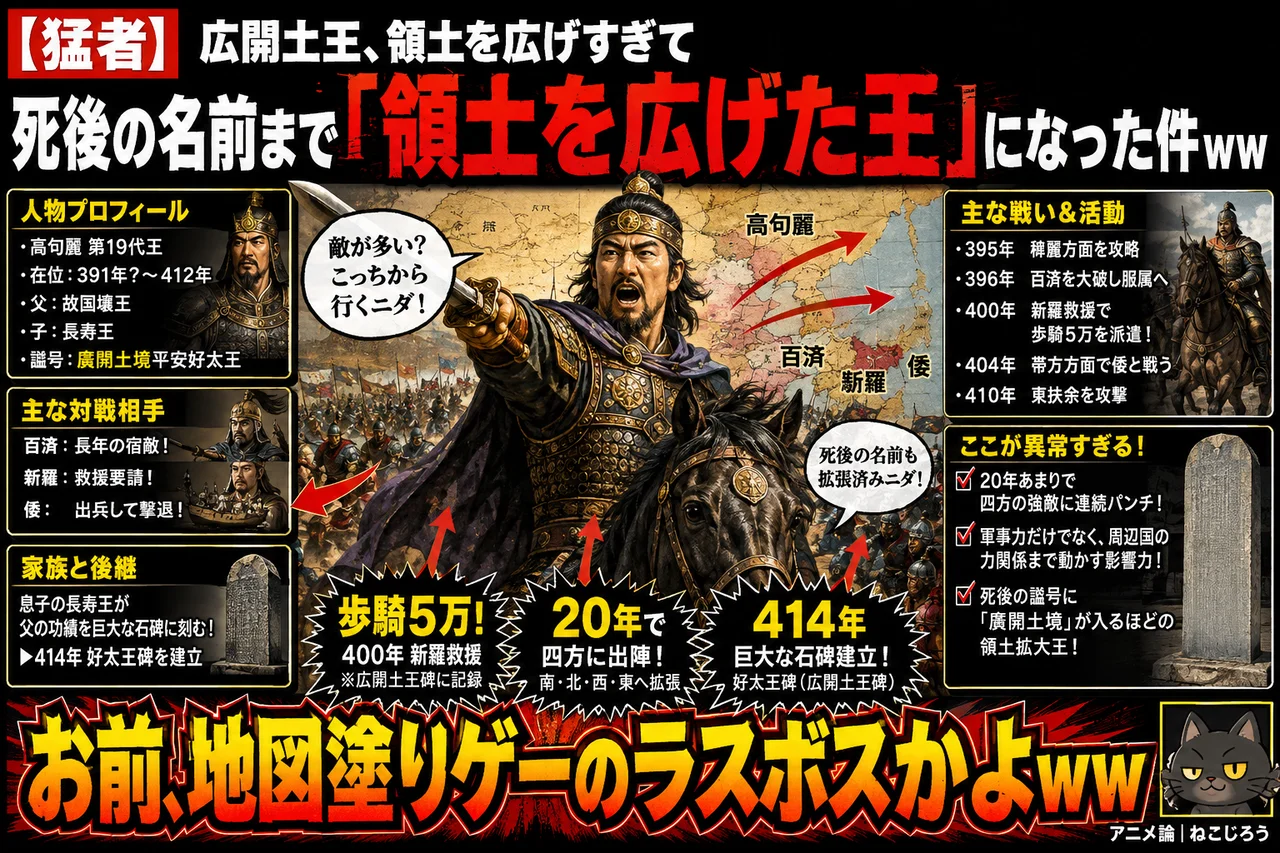 【猛者】 広開土王、領土を広げすぎて
死後の名前まで「領土を広げた王」になった件ww
人物プロフィール
・高句麗 第19代王
・在位：391年？～412年
・父：故国壌王
・子：長寿王
・諡号：廣開土境平安好太王
主な対戦相手
百済：長年の宿敵！
新羅：救援要請！
倭： 出兵して撃退！
家族と後継
息子の長寿王が
父の功績を巨大な石碑に刻む！
▶414年 好太王碑を建立
敵が多い？
こっちから
行くニダ！
高句麗
百済
新羅
倭
死後の名前も
拡張済みニダ！
歩騎5万！
400年 新羅救援
※広開土王碑に記録
20年で
四方に出陣！
南・北・西・東へ拡張
414年
巨大な石碑建立！
好太王碑（広開土王碑）
主な戦い＆活動
・395年 稗麗方面を攻略
・396年 百済を大破し服属へ
・400年 新羅救援で
歩騎5万を派遣！
・404年 帯方方面で倭と戦う
・410年 東扶余を攻撃
ここが異常すぎる！
20年あまりで
四方の強敵に連続パンチ！
軍事力だけでなく、周辺国の
力関係まで動かす影響力！
死後の諡号に
「廣開土境」が入るほどの
領土拡大王！
お前、地図塗りゲーのラスボスかよww
アニメ論｜ねこじろう